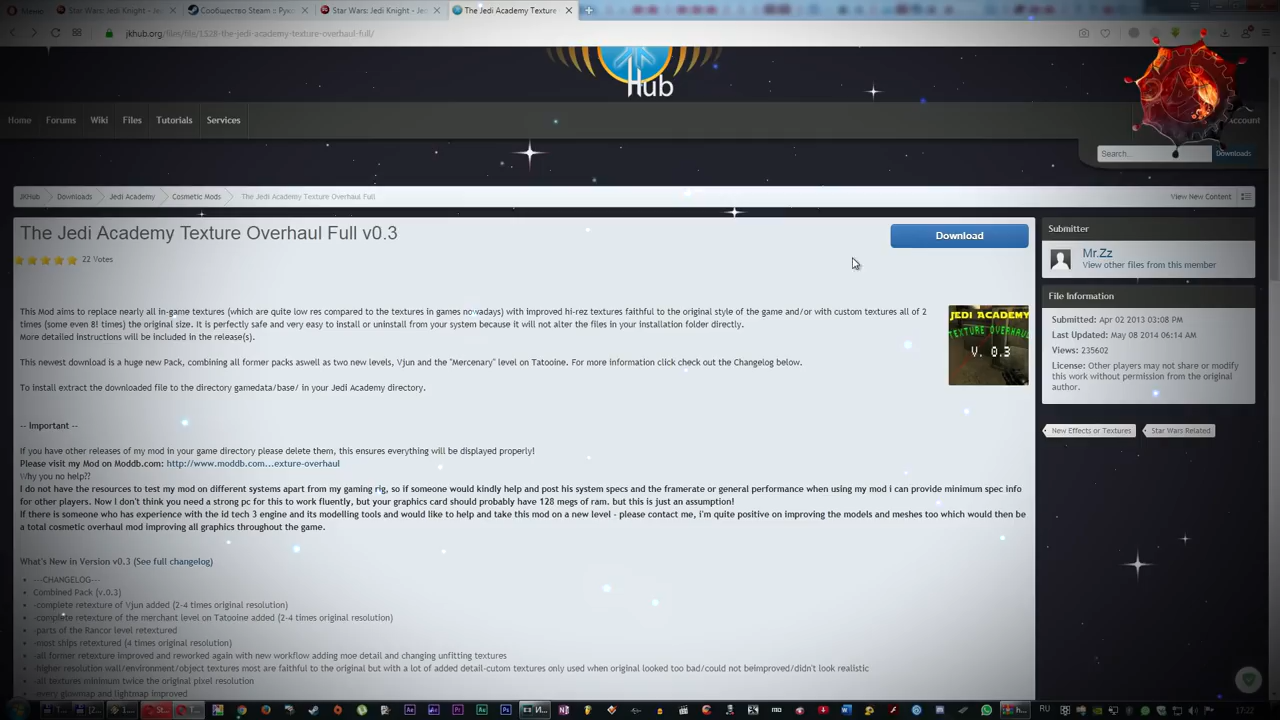 Меню
Star Wars: Jedi Knight - Je
Сообщество Steam :: Рук
Star Wars: Jedi Knight - Je
The Jedi Academy Texture
jkhub.org/files/file/1528-the-jedi-academy-texture-overhaul-full/
Hub
Home
Forums
Wiki
Files
Tutorials
Services
Account
Search...
Downloads
JKHub
Downloads
Jedi Academy
Cosmetic Mods
The Jedi Academy Texture Overhaul Full
View New Content
The Jedi Academy Texture Overhaul Full v0.3
Download
22 Votes
This Mod aims to replace nearly all in-game textures (which are quite low res compared to the textures in games nowadays) with improved hi-rez textures faithful to the original style of the game and/or with custom textures all of 2
times (some even 8! times) the original size. It is perfectly safe and very easy to install or uninstall from your system because it will not alter the files in your installation folder directly.
More detailed instructions will be included in the release(s).
This newest download is a huge new Pack, combining all former packs aswell as two new levels, Vjun and the "Mercenary" level on Tatooine. For more information click check out the Changelog below.
To install extract the downloaded file to the directory gamedata/base/ in your Jedi Academy directory.
JEDI ACADEMY
TEXTURE OVERHAUL
V. 0.3
-- Important --
If you have other releases of my mod in your game directory please delete them, this ensures everything will be displayed properly!
Please visit my Mod on Moddb.com: http://www.moddb.com...exture-overhaul
Why you no help??
I do not have the resources to test my mod on different systems apart from my gaming rig, so if someone would kindly help and post his system specs and the framerate or general performance when using my mod i can provide minimum spec info
for other players. Now I don't think you need a strong pc for this to work fluently, but your graphics card should probably have 128 megs of ram. but this is just an assumption!
If there is someone who has experience with the id tech 3 engine and its modelling tools and would like to help and take this mod on a new level - please contact me, i'm quite positive on improving the models and meshes too which would then be
a total cosmetic overhaul mod improving all graphics throughout the game.
What's New in Version v0.3 (See full changelog)
---CHANGELOG---
Combined Pack (v.0.3)
-complete retexture of Vjun added (2-4 times original resolution)
-complete retexture of the merchant level on Tatooine added (2-4 times original resolution)
-parts of the Rancor level retextured
-most ships retextured (4 times original resolution)
-all former retexture improved and reworked again with new workflow adding moe detail and changing unfitting textures
-higher resolution wall/environment/object textures most are faithful to the original but with a lot of added detail-cutom textures only used when original looked too bad/could not beimproved/didn't look realistic
-all textures minimum twice the original pixel resolution
-every glowmap and lightmap improved
Submitter
Mr.Zz
View other files from this member
File Information
Submitted: Apr 02 2013 03:08 PM
Last Updated: May 08 2014 06:14 AM
Views: 235602
License: Other players may not share or modify
this work without permission from the original
author.
New Effects or Textures
Star Wars Related
RU
17:22